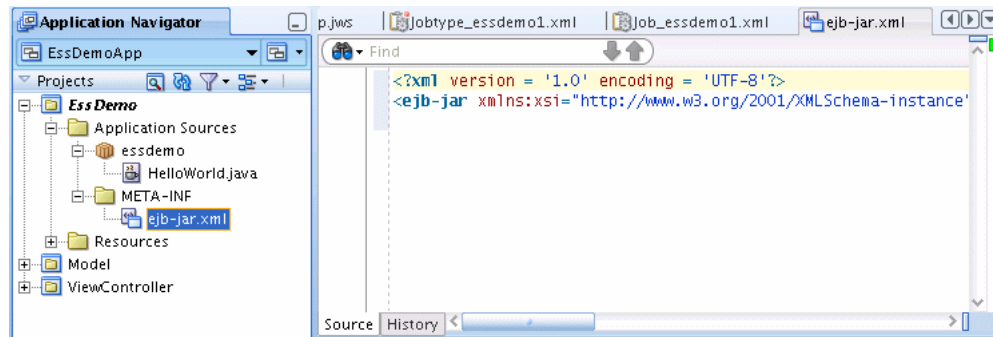 Application Navigator
EssDemoApp
Projects
EssDemo
Application Sources
essdemo
HelloWorld.java
META-INF
ejb-jar.xml
Resources
Model
ViewController
p.jws
Jobtype_essdemo1.xml
Job_essdemo1.xml
ejb-jar.xml
Find
<?xml version = '1.0' encoding = 'UTF-8'?>
<ejb-jar xmlns:xsi="http://www.w3.org/2001/XMLSchema-instance"
Source
History